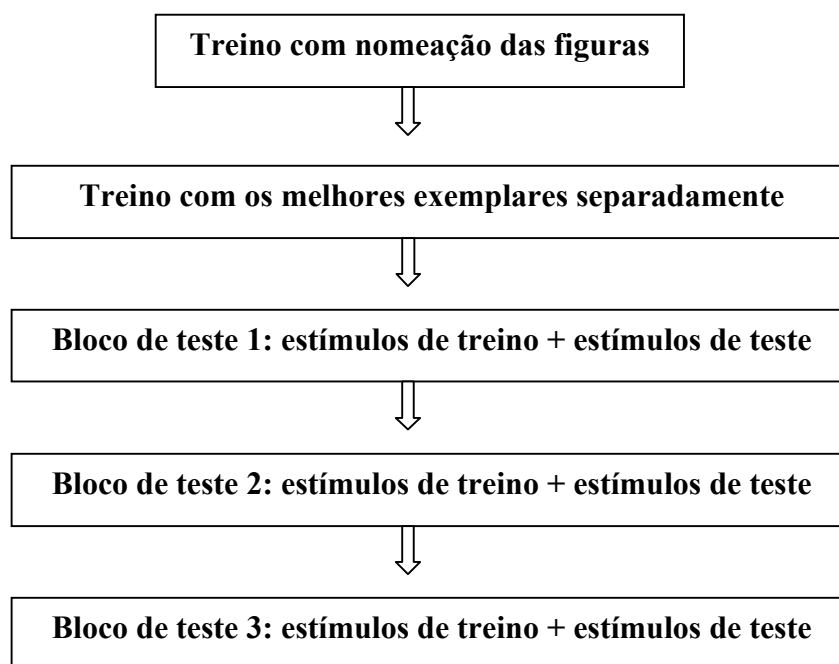 Treino com nomeação das figuras
Treino com os melhores exemplares separadamente
Bloco de teste 1: estímulos de treino + estímulos de teste
Bloco de teste 2: estímulos de treino + estímulos de teste
Bloco de teste 3: estímulos de treino + estímulos de teste